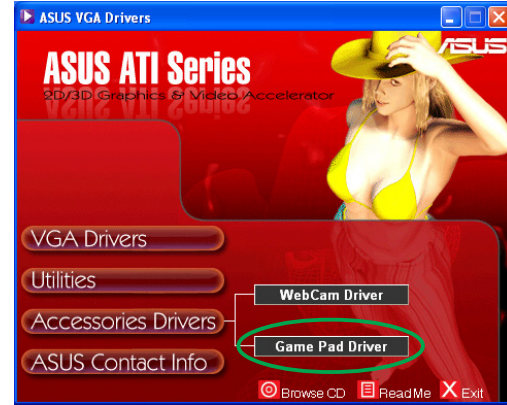 ASUS VGA Drivers
ASUS
ASUS ATI Series
2D/3D Graphics & Video Accelerator
VGA Drivers
Utilities
WebCam Driver
Accessories Drivers
Game Pad Driver
ASUS Contact Info
Browse CD ReadMe Exit